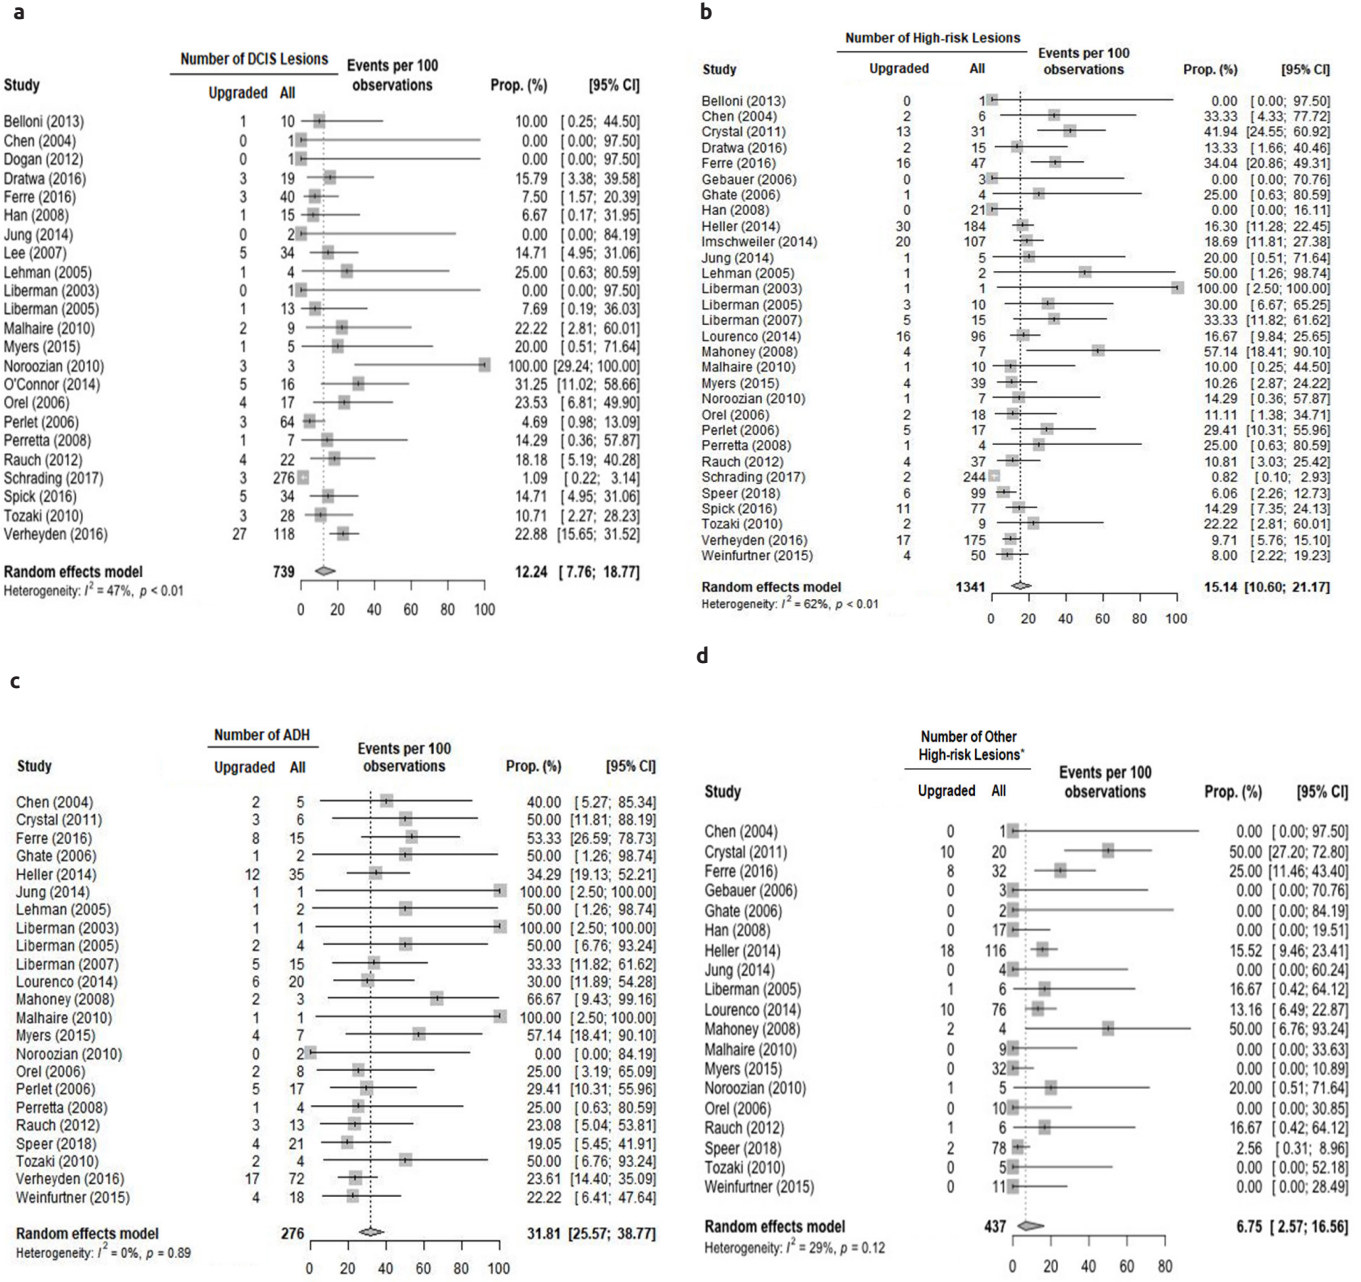 a
Number of DCIS Lesions
Events per 100 observations
Study Upgraded All Prop. (%) [95% CI]
Belloni (2013) 1 10 10.00 [ 0.25; 44.50]
Chen (2004) 0 1 0.00 [ 0.00; 97.50]
Dogan (2012) 0 1 0.00 [ 0.00; 97.50]
Dratwa (2016) 3 19 15.79 [ 3.38; 39.58]
Ferre (2016) 3 40 7.50 [ 1.57; 20.39]
Han (2008) 1 15 6.67 [ 0.17; 31.95]
Jung (2014) 0 2 0.00 [ 0.00; 84.19]
Lee (2007) 5 34 14.71 [ 4.95; 31.06]
Lehman (2005) 1 4 25.00 [ 0.63; 80.59]
Liberman (2003) 0 1 0.00 [ 0.00; 97.50]
Liberman (2005) 1 13 7.69 [ 0.19; 36.03]
Malhaire (2010) 2 9 22.22 [ 2.81; 60.01]
Myers (2015) 1 5 20.00 [ 0.51; 71.64]
Noroozian (2010) 3 3 100.00 [29.24; 100.00]
O'Connor (2014) 5 16 31.25 [11.02; 58.66]
Orel (2006) 4 17 23.53 [ 6.81; 49.90]
Perlet (2006) 3 64 4.69 [ 0.98; 13.09]
Perretta (2008) 1 7 14.29 [ 0.36; 57.87]
Rauch (2012) 4 22 18.18 [ 5.19; 40.28]
Schrading (2017) 3 276 1.09 [ 0.22; 3.14]
Spick (2016) 5 34 14.71 [ 4.95; 31.06]
Tozaki (2010) 3 28 10.71 [ 2.27; 28.23]
Verheyden (2016) 27 118 22.88 [15.65; 31.52]
Random effects model 739 12.24 [ 7.76; 18.77]
Heterogeneity: I² = 47%, p < 0.01
0 20 40 60 80 100
b
Number of High-risk Lesions
Events per 100 observations
Study Upgraded All Prop. (%) [95% CI]
Belloni (2013) 0 1 0.00 [ 0.00; 97.50]
Chen (2004) 2 6 33.33 [ 4.33; 77.72]
Crystal (2011) 13 31 41.94 [24.55; 60.92]
Dratwa (2016) 2 15 13.33 [ 1.66; 40.46]
Ferre (2016) 16 47 34.04 [20.86; 49.31]
Gebauer (2006) 0 3 0.00 [ 0.00; 70.76]
Ghate (2006) 1 4 25.00 [ 0.63; 80.59]
Han (2008) 0 21 0.00 [ 0.00; 16.11]
Heller (2014) 30 184 16.30 [11.28; 22.45]
Imschweiler (2014) 20 107 18.69 [11.81; 27.38]
Jung (2014) 1 5 20.00 [ 0.51; 71.64]
Lehman (2005) 1 2 50.00 [ 1.26; 98.74]
Liberman (2003) 1 1 100.00 [ 2.50; 100.00]
Liberman (2005) 3 10 30.00 [ 6.67; 65.25]
Liberman (2007) 5 15 33.33 [11.82; 61.62]
Lourenco (2014) 16 96 16.67 [ 9.84; 25.65]
Mahoney (2008) 4 7 57.14 [18.41; 90.10]
Malhaire (2010) 1 10 10.00 [ 0.25; 44.50]
Myers (2015) 4 39 10.26 [ 2.87; 24.22]
Noroozian (2010) 1 7 14.29 [ 0.36; 57.87]
Orel (2006) 2 18 11.11 [ 1.38; 34.71]
Perlet (2006) 5 17 29.41 [10.31; 55.96]
Perretta (2008) 1 4 25.00 [ 0.63; 80.59]
Rauch (2012) 4 37 10.81 [ 3.03; 25.42]
Schrading (2017) 2 244 0.82 [ 0.10; 2.93]
Speer (2018) 6 99 6.06 [ 2.26; 12.73]
Spick (2016) 11 77 14.29 [ 7.35; 24.13]
Tozaki (2010) 2 9 22.22 [ 2.81; 60.01]
Verheyden (2016) 17 175 9.71 [ 5.76; 15.10]
Weinfurtner (2015) 4 50 8.00 [ 2.22; 19.23]
Random effects model 1341 15.14 [10.60; 21.17]
Heterogeneity: I² = 62%, p < 0.01
0 20 40 60 80 100
c
Number of ADH
Events per 100 observations
Study Upgraded All Prop. (%) [95% CI]
Chen (2004) 2 5 40.00 [ 5.27; 85.34]
Crystal (2011) 3 6 50.00 [11.81; 88.19]
Ferre (2016) 8 15 53.33 [26.59; 78.73]
Ghate (2006) 1 2 50.00 [ 1.26; 98.74]
Heller (2014) 12 35 34.29 [19.13; 52.21]
Jung (2014) 1 1 100.00 [ 2.50; 100.00]
Lehman (2005) 1 2 50.00 [ 1.26; 98.74]
Liberman (2003) 1 1 100.00 [ 2.50; 100.00]
Liberman (2005) 2 4 50.00 [ 6.76; 93.24]
Liberman (2007) 5 15 33.33 [11.82; 61.62]
Lourenco (2014) 6 20 30.00 [11.89; 54.28]
Mahoney (2008) 2 3 66.67 [ 9.43; 99.16]
Malhaire (2010) 1 1 100.00 [ 2.50; 100.00]
Myers (2015) 4 7 57.14 [18.41; 90.10]
Noroozian (2010) 0 2 0.00 [ 0.00; 84.19]
Orel (2006) 2 8 25.00 [ 3.19; 65.09]
Perlet (2006) 5 17 29.41 [10.31; 55.96]
Perretta (2008) 1 4 25.00 [ 0.63; 80.59]
Rauch (2012) 3 13 23.08 [ 5.04; 53.81]
Speer (2018) 4 21 19.05 [ 5.45; 41.91]
Tozaki (2010) 2 4 50.00 [ 6.76; 93.24]
Verheyden (2016) 17 72 23.61 [14.40; 35.09]
Weinfurtner (2015) 4 18 22.22 [ 6.41; 47.64]
Random effects model 276 31.81 [25.57; 38.77]
Heterogeneity: I² = 0%, p = 0.89
0 20 40 60 80 100
d
Number of Other
High-risk Lesions*
Events per 100 observations
Study Upgraded All Prop. (%) [95% CI]
Chen (2004) 0 1 0.00 [ 0.00; 97.50]
Crystal (2011) 10 20 50.00 [27.20; 72.80]
Ferre (2016) 8 32 25.00 [11.46; 43.40]
Gebauer (2006) 0 3 0.00 [ 0.00; 70.76]
Ghate (2006) 0 2 0.00 [ 0.00; 84.19]
Han (2008) 0 17 0.00 [ 0.00; 19.51]
Heller (2014) 18 116 15.52 [ 9.46; 23.41]
Jung (2014) 0 4 0.00 [ 0.00; 60.24]
Liberman (2005) 1 6 16.67 [ 0.42; 64.12]
Lourenco (2014) 10 76 13.16 [ 6.49; 22.87]
Mahoney (2008) 2 4 50.00 [ 6.76; 93.24]
Malhaire (2010) 0 9 0.00 [ 0.00; 33.63]
Myers (2015) 0 32 0.00 [ 0.00; 10.89]
Noroozian (2010) 1 5 20.00 [ 0.51; 71.64]
Orel (2006) 0 10 0.00 [ 0.00; 30.85]
Rauch (2012) 1 6 16.67 [ 0.42; 64.12]
Speer (2018) 2 78 2.56 [ 0.31; 8.96]
Tozaki (2010) 0 5 0.00 [ 0.00; 52.18]
Weinfurtner (2015) 0 11 0.00 [ 0.00; 28.49]
Random effects model 437 6.75 [ 2.57; 16.56]
Heterogeneity: I² = 29%, p = 0.12
0 20 40 60 80